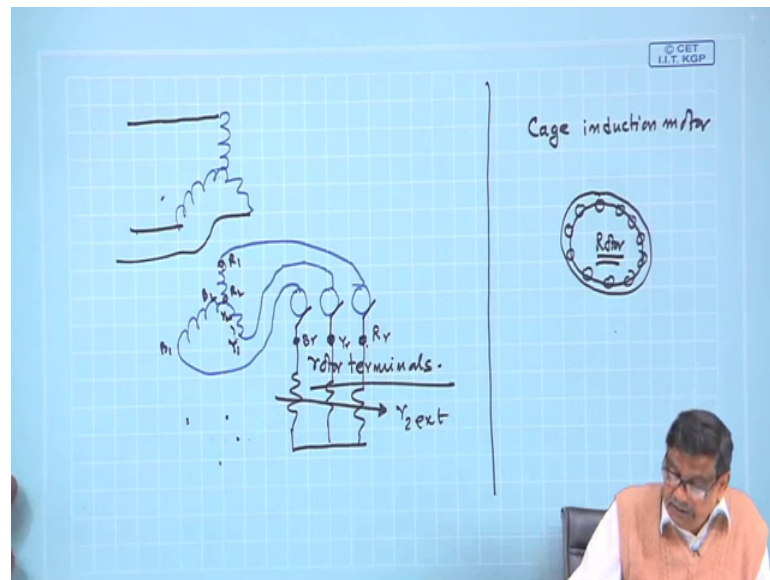 © CET
I.I.T. KGP
Cage induction motor
R1
B2 R2
Y2
B1
Y1
Br Yr Rr
rotor terminals.
r2 ext
Rotor